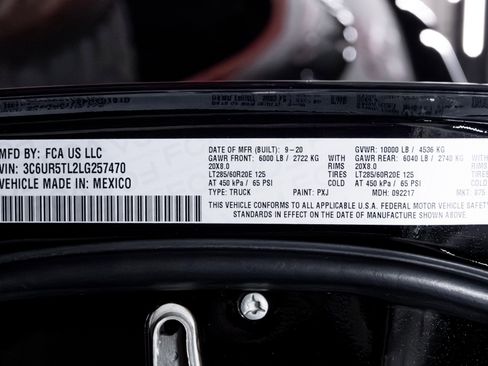 MFD BY: FCA US LLC
VIN: 3C6UR5TL2LG257470
VEHICLE MADE IN: MEXICO
DATE OF MFR (BUILT): 9-20
GAWR FRONT: 6000 LB / 2722 KG
WITH
20X8.0 RIMS
LT285/60R20E 125 TIRES
AT 450 kPa / 65 PSI COLD
TYPE: TRUCK PAINT: PXJ
GVWR: 10000 LB / 4536 KG
GAWR REAR: 6040 LB / 2740 KG
WITH
20X8.0 RIMS
LT285/60R20E 125 TIRES
AT 450 kPa / 65 PSI
MDH: 092217 MKT:
THIS VEHICLE CONFORMS TO ALL APPLICABLE U.S.A. FEDERAL MOTOR VEHICLE SAFETY
STANDARDS IN EFFECT ON THE DATE OF MANUFACTURE SHOWN ABOVE.